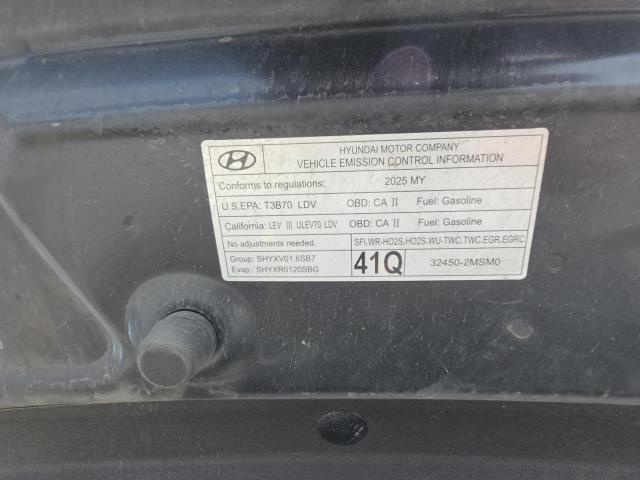 HYUNDAI MOTOR COMPANY
VEHICLE EMISSION CONTROL INFORMATION
Conforms to regulations: 2025 MY
U.S.EPA: T3B70 LDV OBD: CA II Fuel: Gasoline
California: LEV III ULEV70 LDV OBD: CA II Fuel: Gasoline
No adjustments needed. SFI,WR-HO2S,HO2S,WU-TWC,TWC,EGR,EGRC
Group: SHYXV01.6SB7
Evap.: SHYXR0120SBG
41Q 32450-2MSM0